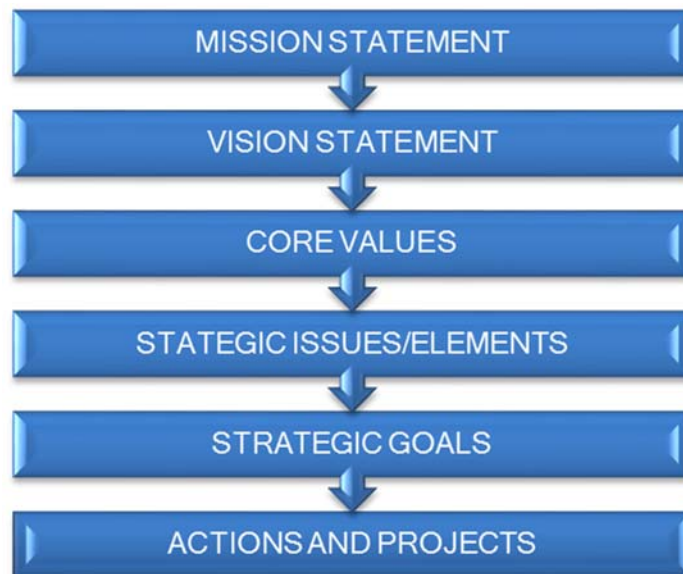 MISSION STATEMENT
VISION STATEMENT
CORE VALUES
STATEGIC ISSUES/ELEMENTS
STRATEGIC GOALS
ACTIONS AND PROJECTS